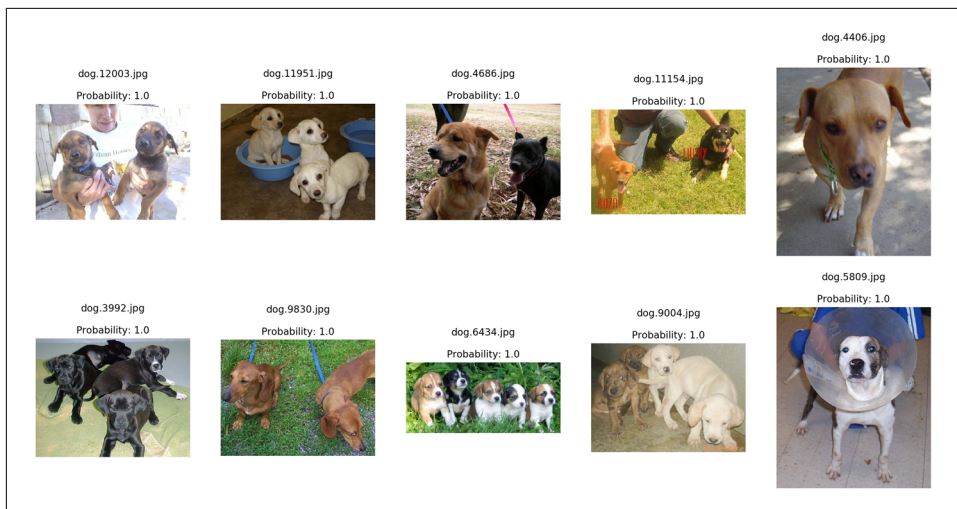 dog.4406.jpg
Probability: 1.0
dog.12003.jpg
Probability: 1.0
dog.11951.jpg
Probability: 1.0
dog.4686.jpg
Probability: 1.0
dog.11154.jpg
Probability: 1.0
LUCKY
dog.5809.jpg
Probability: 1.0
dog.3992.jpg
Probability: 1.0
dog.9830.jpg
Probability: 1.0
dog.6434.jpg
Probability: 1.0
dog.9004.jpg
Probability: 1.0